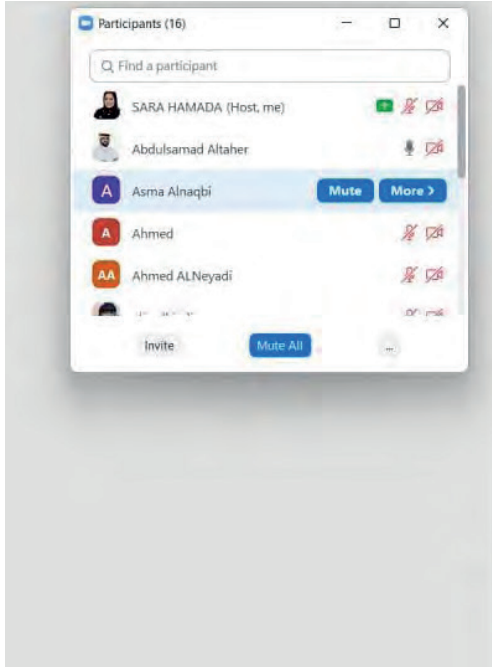 Participants (16)
Find a participant
SARA HAMADA (Host, me)
Abdulsamad Altaher
A Asma Alnaqbi Mute More >
A Ahmed
AA Ahmed ALNeyadi
Invite Mute All ...